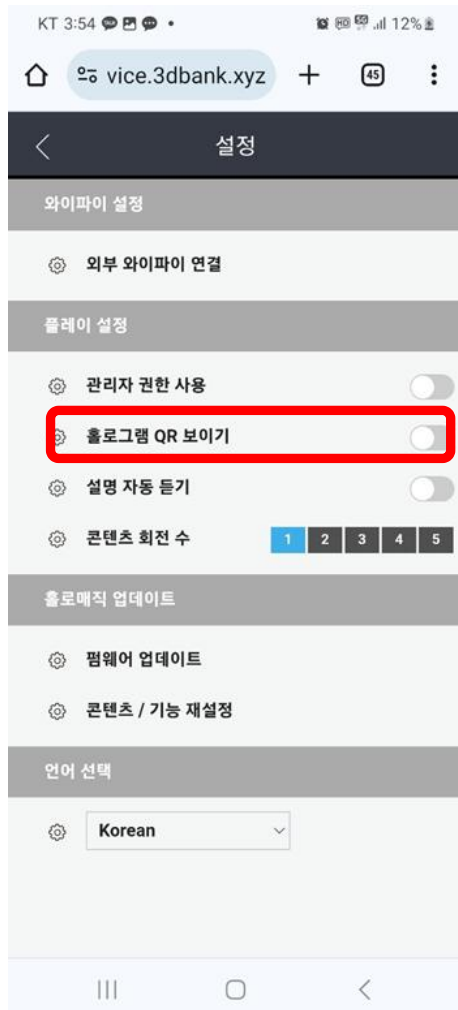 KT 3:54
12%
vice.3dbank.xyz
45
설정
와이파이 설정
외부 와이파이 연결
플레이 설정
관리자 권한 사용
홀로그램 QR 보이기
설명 자동 듣기
콘텐츠 회전 수 1 2 3 4 5
홀로매직 업데이트
펌웨어 업데이트
콘텐츠 / 기능 재설정
언어 선택
Korean